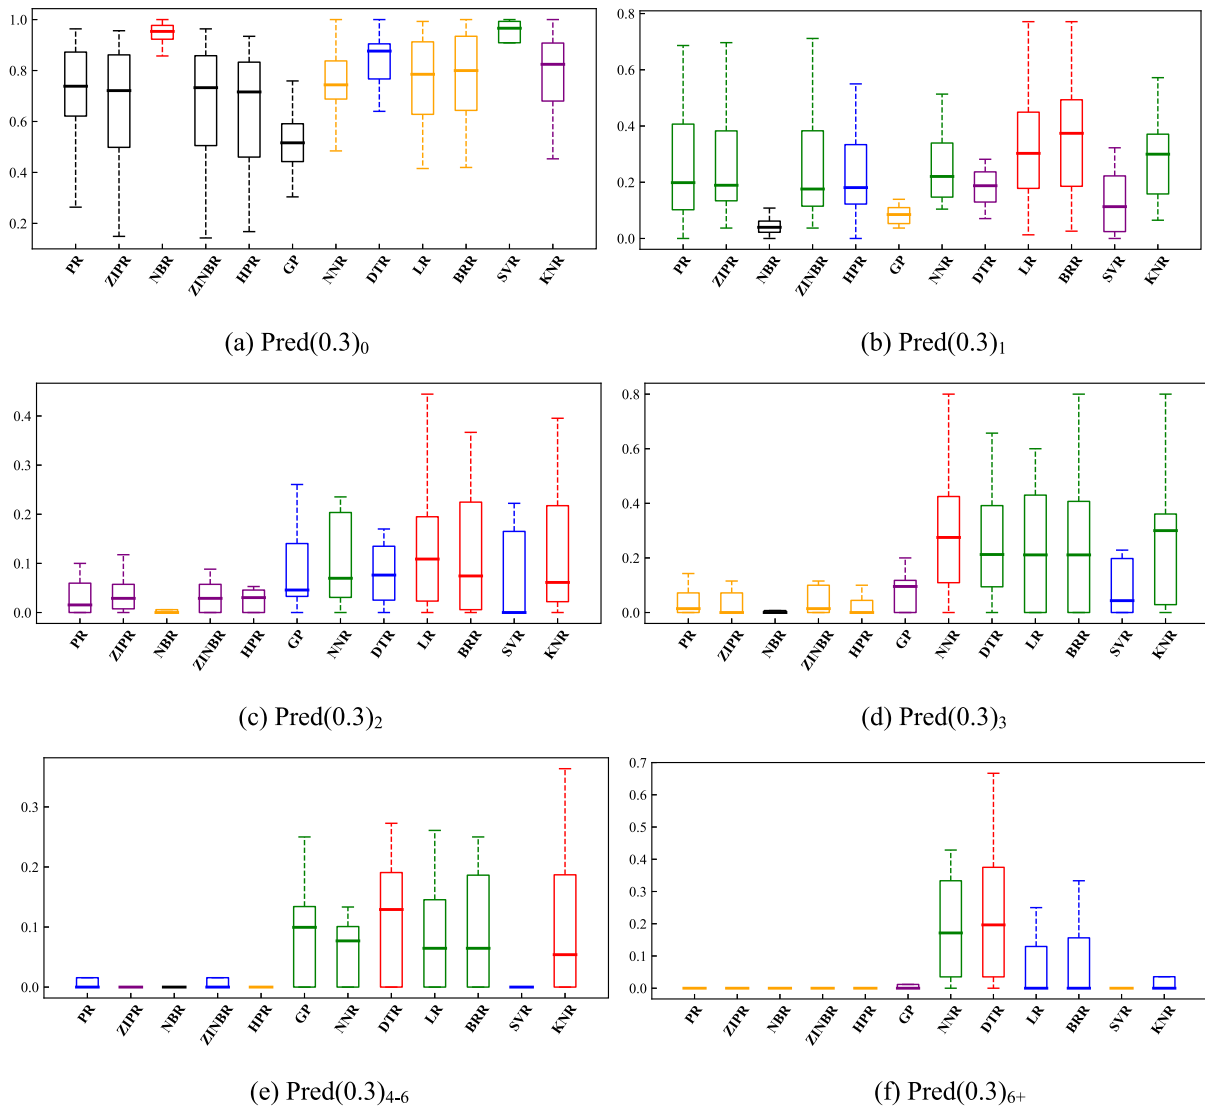 1.0
0.8
0.6
0.4
0.2
PR ZIPR NBR ZINBR HPR GP NNR DTR LR BRR SVR KNR
(a) Pred(0.3)0
0.8
0.6
0.4
0.2
0.0
PR ZIPR NBR ZINBR HPR GP NNR DTR LR BRR SVR KNR
(b) Pred(0.3)1
0.4
0.3
0.2
0.1
0.0
PR ZIPR NBR ZINBR HPR GP NNR DTR LR BRR SVR KNR
(c) Pred(0.3)2
0.8
0.6
0.4
0.2
0.0
PR ZIPR NBR ZINBR HPR GP NNR DTR LR BRR SVR KNR
(d) Pred(0.3)3
0.3
0.2
0.1
0.0
PR ZIPR NBR ZINBR HPR GP NNR DTR LR BRR SVR KNR
(e) Pred(0.3)4-6
0.7
0.6
0.5
0.4
0.3
0.2
0.1
0.0
PR ZIPR NBR ZINBR HPR GP NNR DTR LR BRR SVR KNR
(f) Pred(0.3)6+